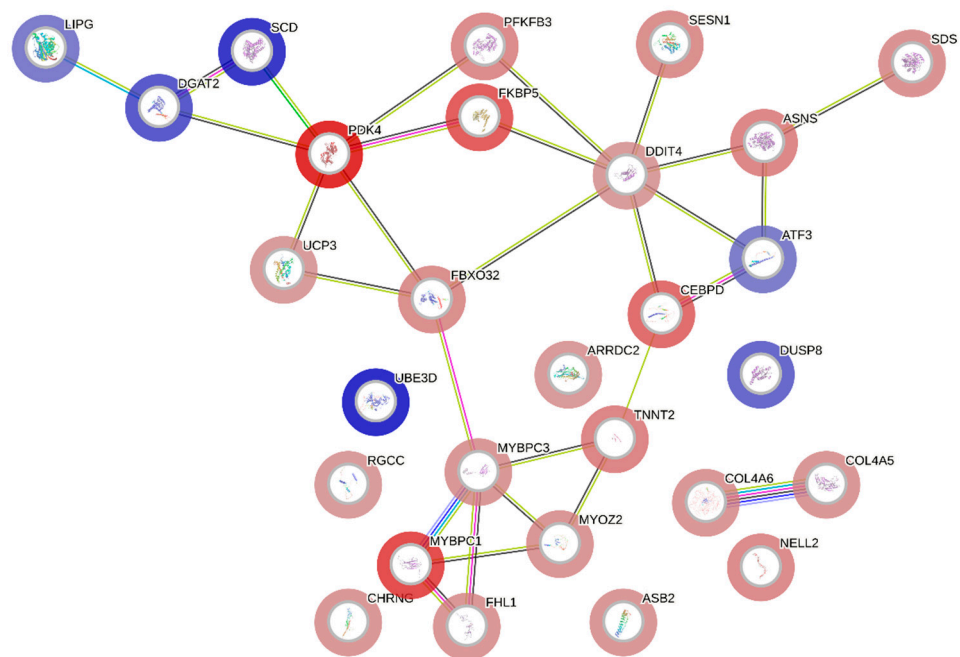 LIPG
SCD
PFKFB3
SESN1
SDS
DGAT2
FKBP5
PDK4
ASNS
DDIT4
UCP3
FBXO32
ATF3
CEBPD
ARRDC2
DUSP8
UBE3D
TNNT2
RGCC
MYBPC3
COL4A6
COL4A5
MYBPC1
MYOZ2
NELL2
CHRNG
FHL1
ASB2